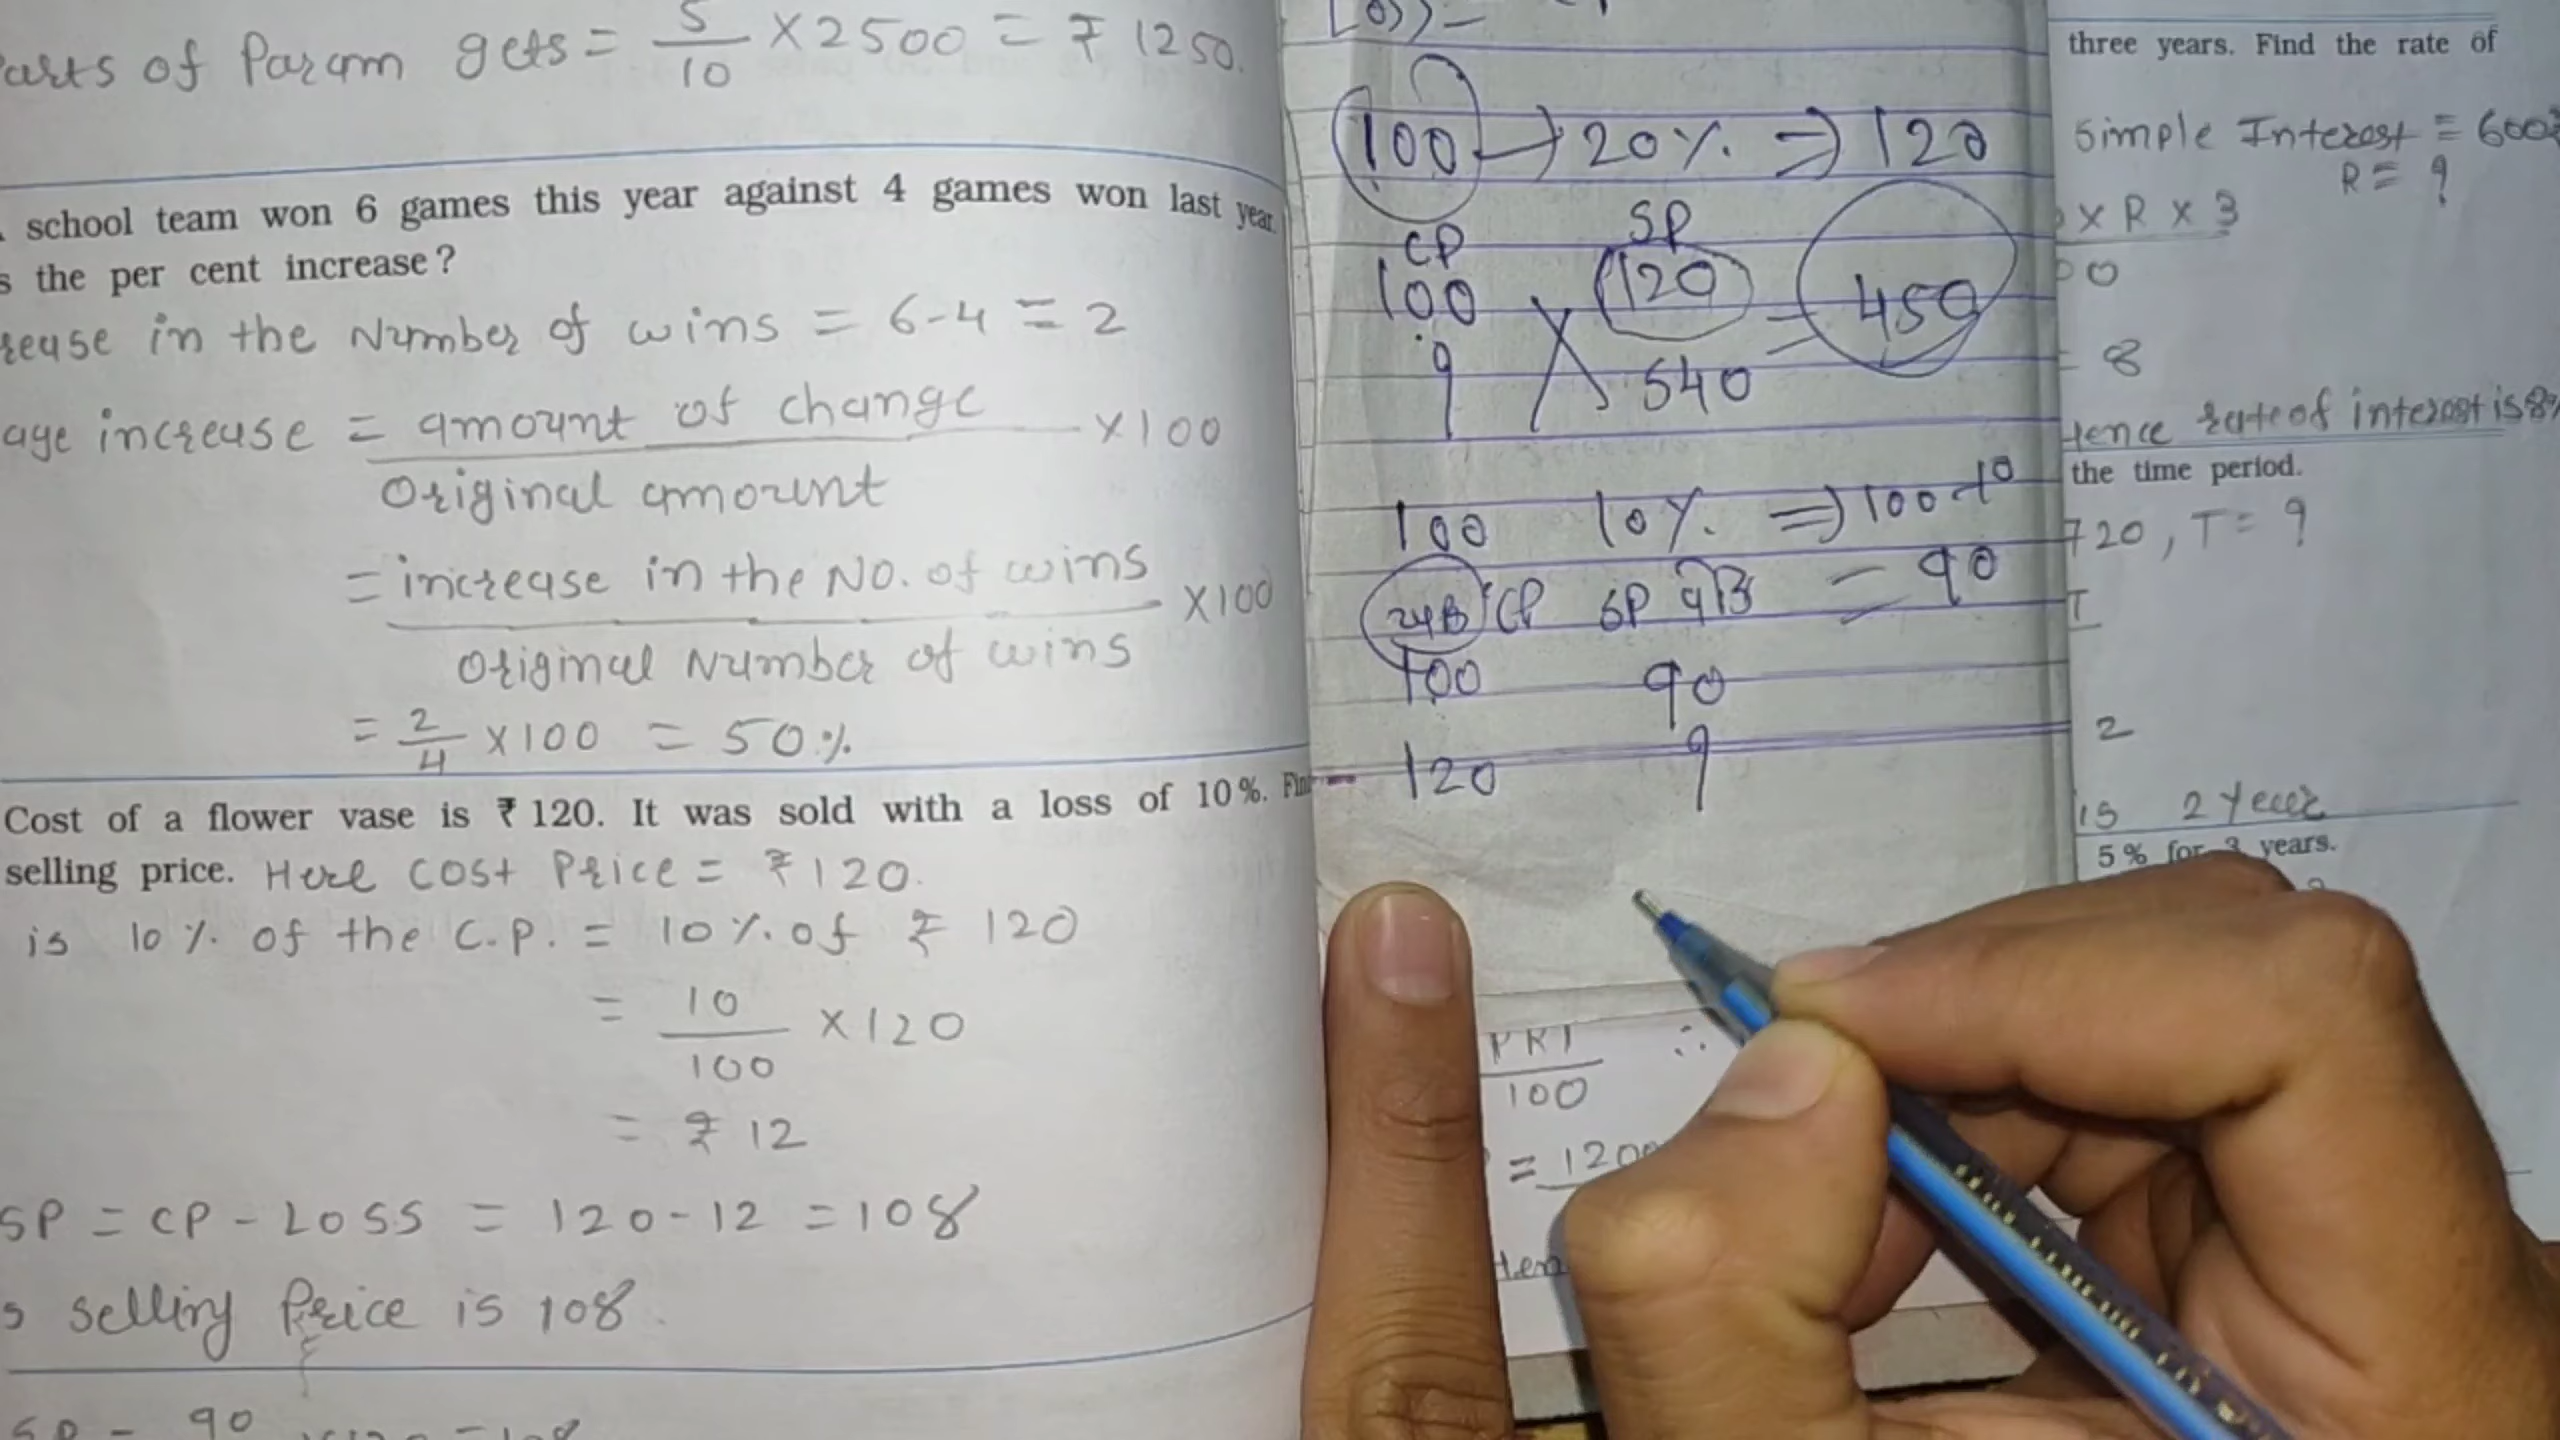 arts of Param gets = 5/10 × 2500 = ₹ 1250.
school team won 6 games this year against 4 games won last year.
s the per cent increase?
rease in the Number of wins = 6-4 = 2
age increase = amount of change / Original amount × 100
= increase in the No. of wins / Original Number of wins × 100
= 2/4 × 100 = 50%
Cost of a flower vase is ₹ 120. It was sold with a loss of 10%.
selling price. Here Cost Price = ₹ 120.
is 10% of the C.P. = 10% of ₹ 120
= 10/100 × 120
= ₹ 12
SP = CP - LOSS = 120-12 = 108
s selling Price is 108.
90
100 → 20% ⇒ 120
CP SP
100 120 = 450
? 540
100 10% ⇒ 100-10
CP SP = 90
100 90
120 ?
PRT
100
= 1200
three years. Find the rate of
Simple Interest = 600
R = ?
× R × 3
0
= 8
Hence rate of interest is 8%
the time period.
720, T = ?
T
2
is 2 Year
5% for 3 years.